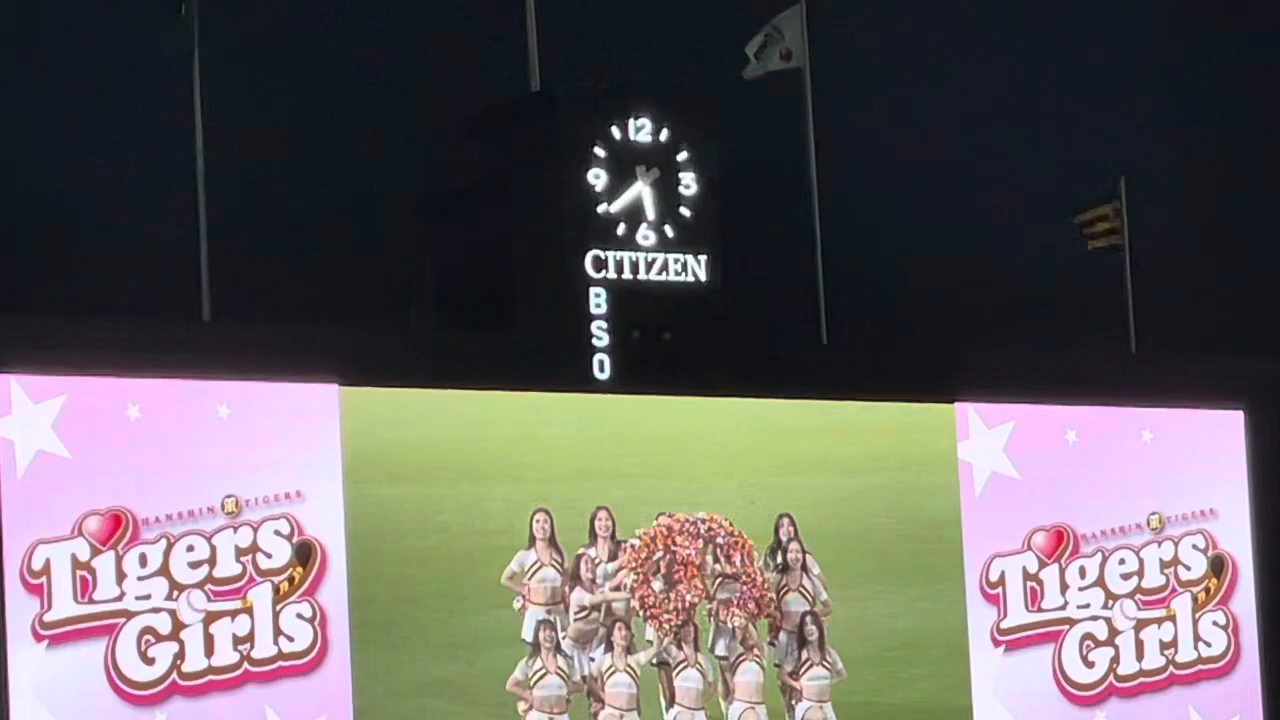 12
9 3
6
CITIZEN
B
S
O
HANSHIN TIGERS
Tigers
Girls
HANSHIN TIGERS
Tigers
Girls